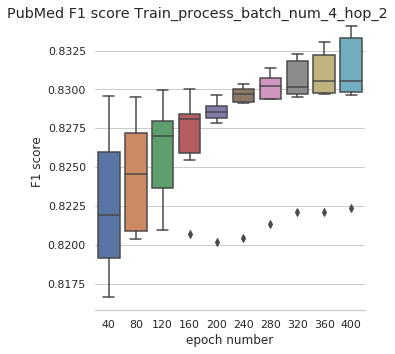 PubMed F1 score Train_process_batch_num_4_hop_2
0.8325
0.8300
0.8275
0.8250
0.8225
0.8200
0.8175
F1 score
40 80 120 160 200 240 280 320 360 400
epoch number